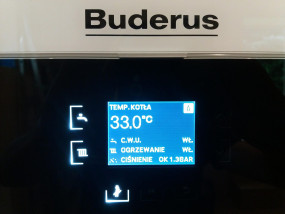 Buderus
TEMP. KOTŁA
33.0°C
C.W.U. WŁ.
OGRZEWANIE WŁ.
CIŚNIENIE OK 1.3BAR